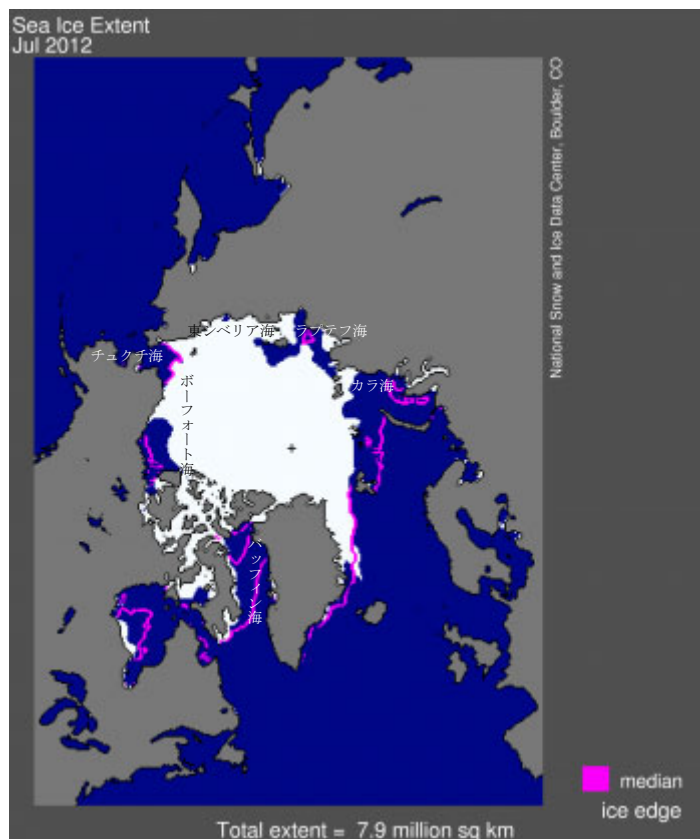 Sea Ice Extent
Jul 2012
National Snow and Ice Data Center, Boulder, CO
東シベリア海
ラプテフ海
チュクチ海
カラ海
ボーフォート海
バッフィン海
median
ice edge
Total extent = 7.9 million sq km